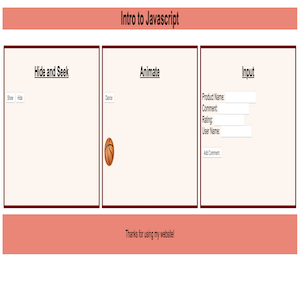 Intro to Javascript
Hide and Seek
Show Hide
Animate
Dance
Input
Product Name:
Comment:
Rating:
User Name:
Add Comment
Thanks for using my website!